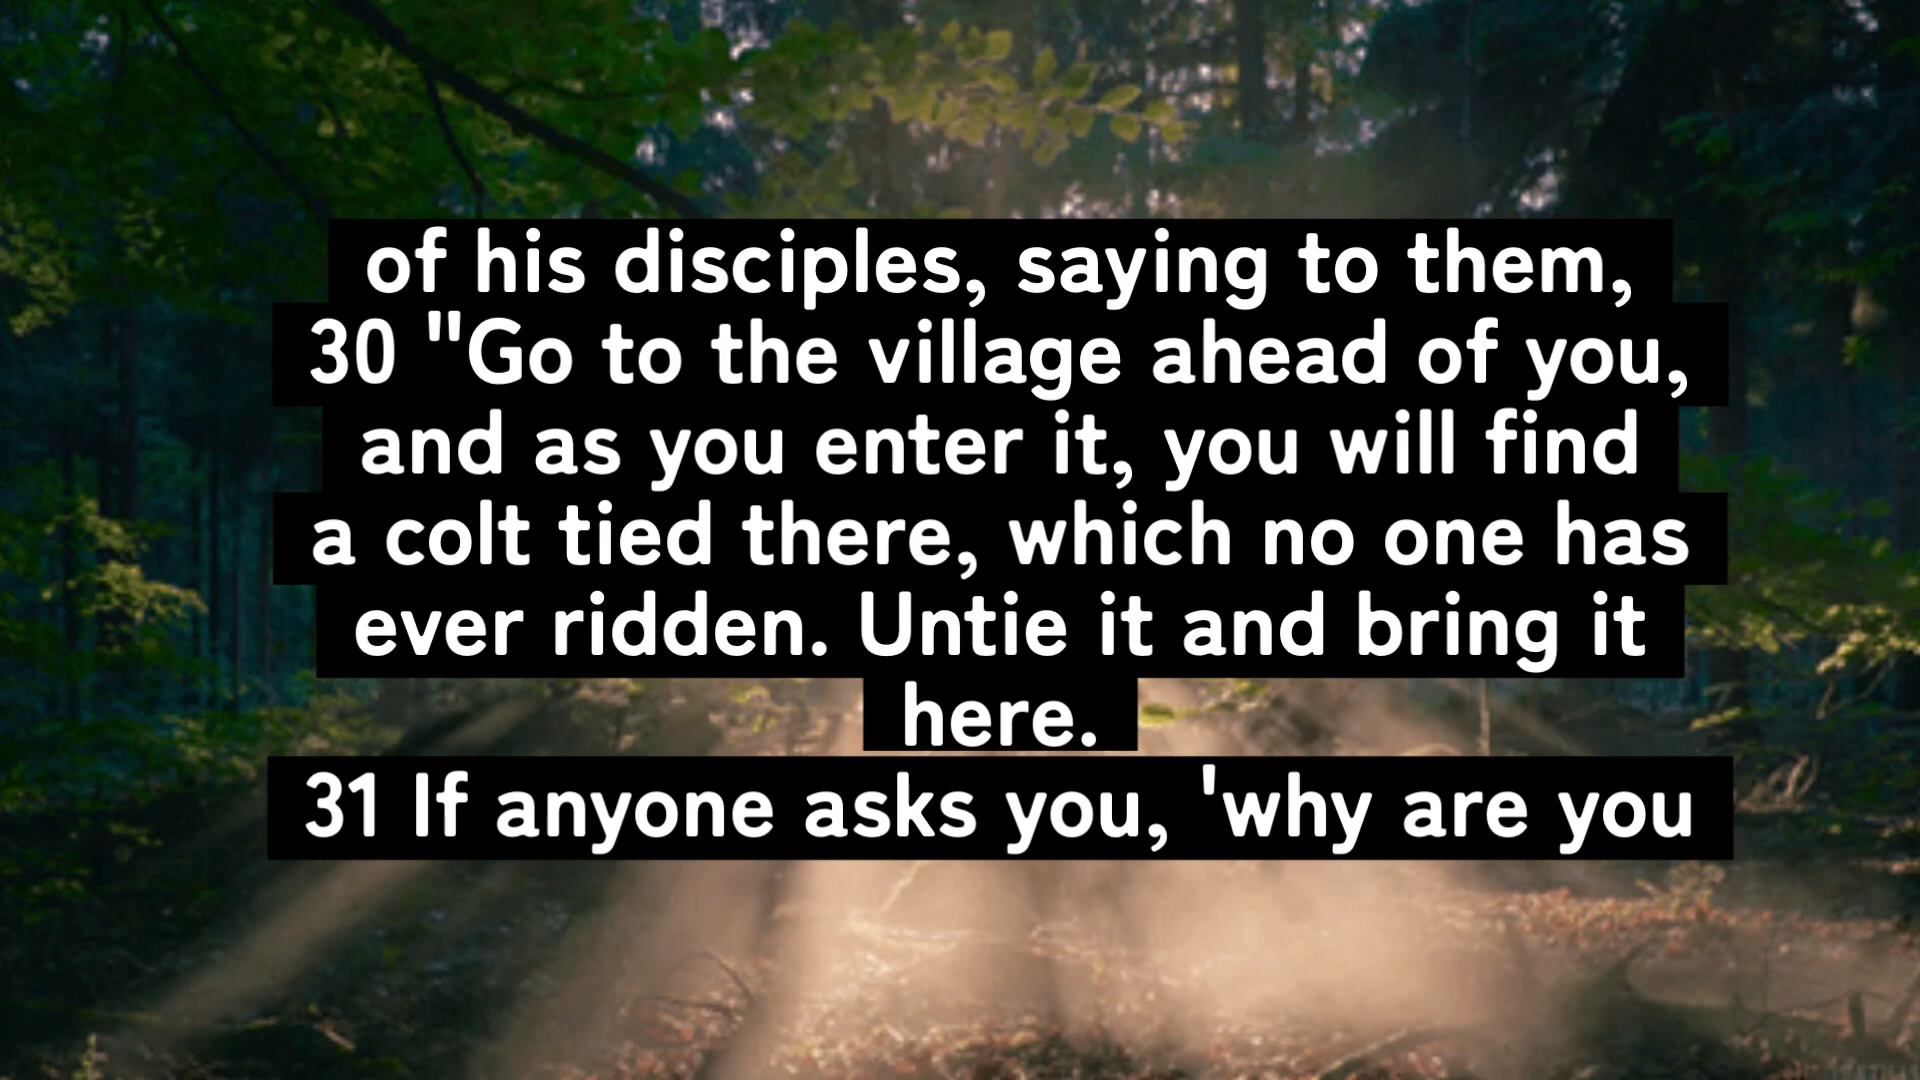 of his disciples, saying to them,
30 "Go to the village ahead of you,
and as you enter it, you will find
a colt tied there, which no one has
ever ridden. Untie it and bring it
here.
31 If anyone asks you, 'why are you